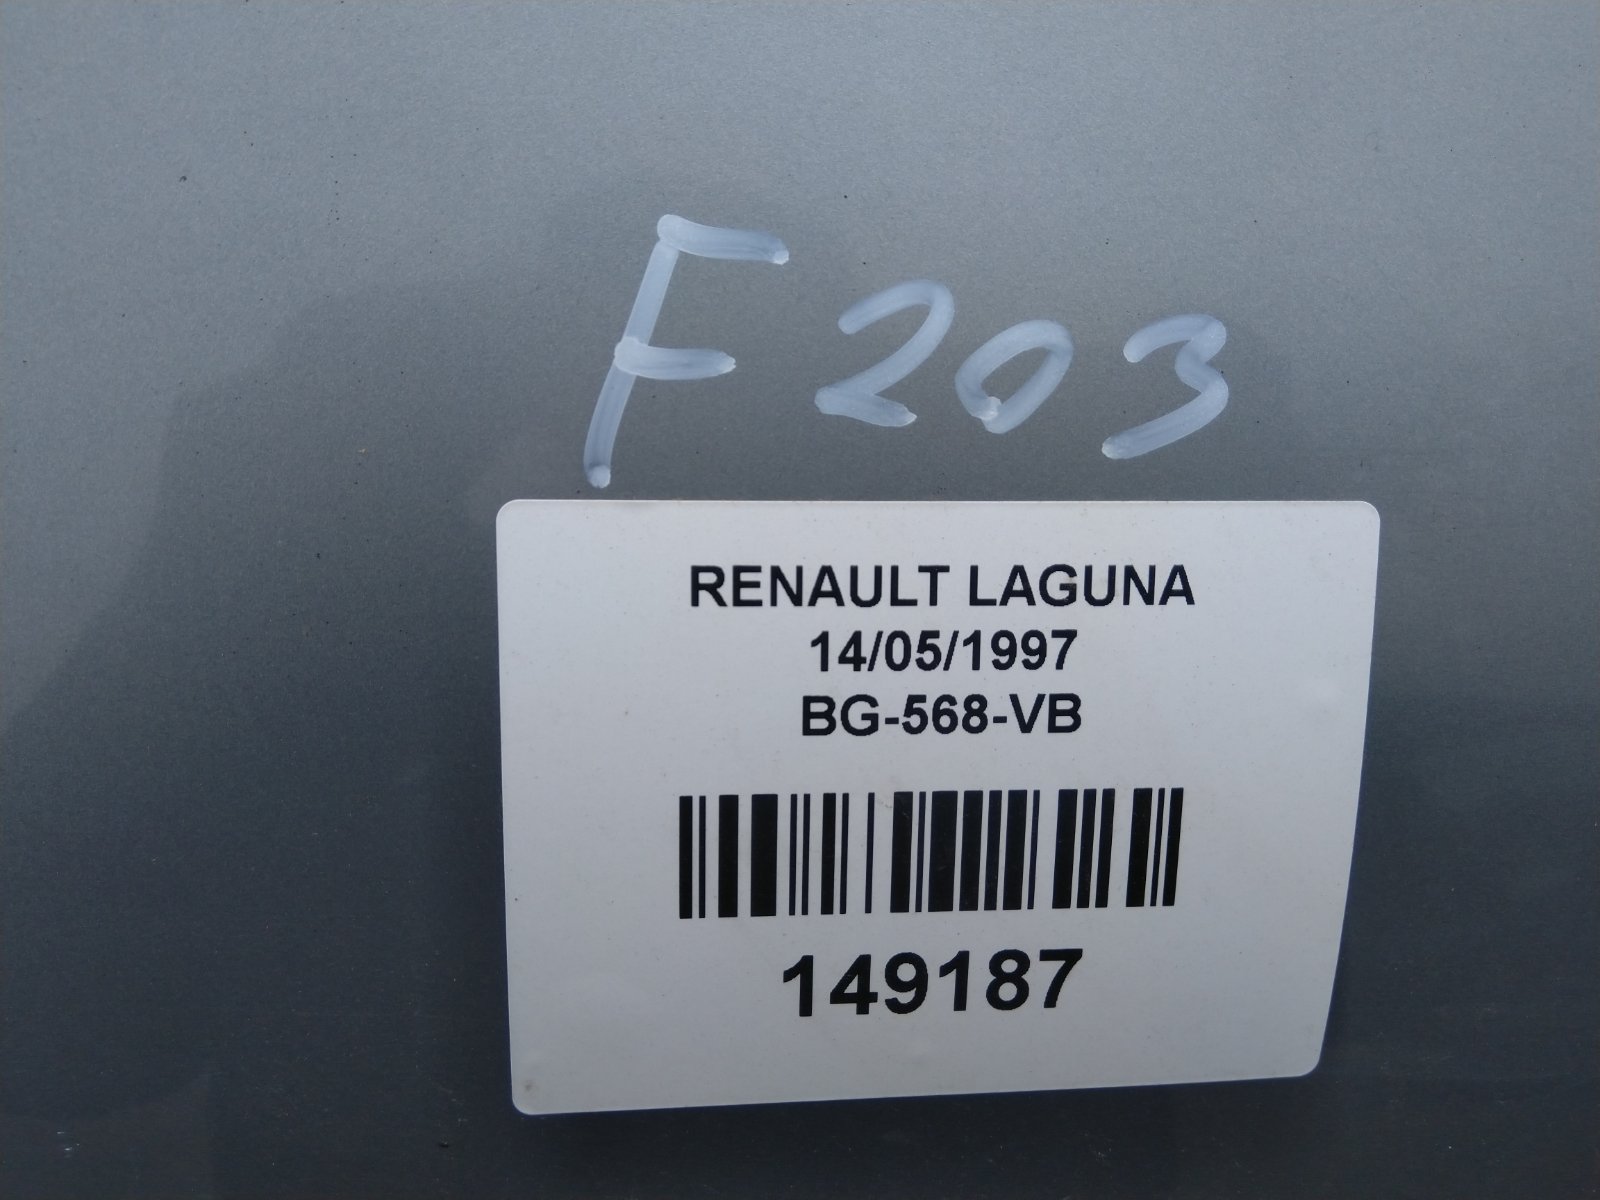 F203
RENAULT LAGUNA
14/05/1997
BG-568-VB
149187